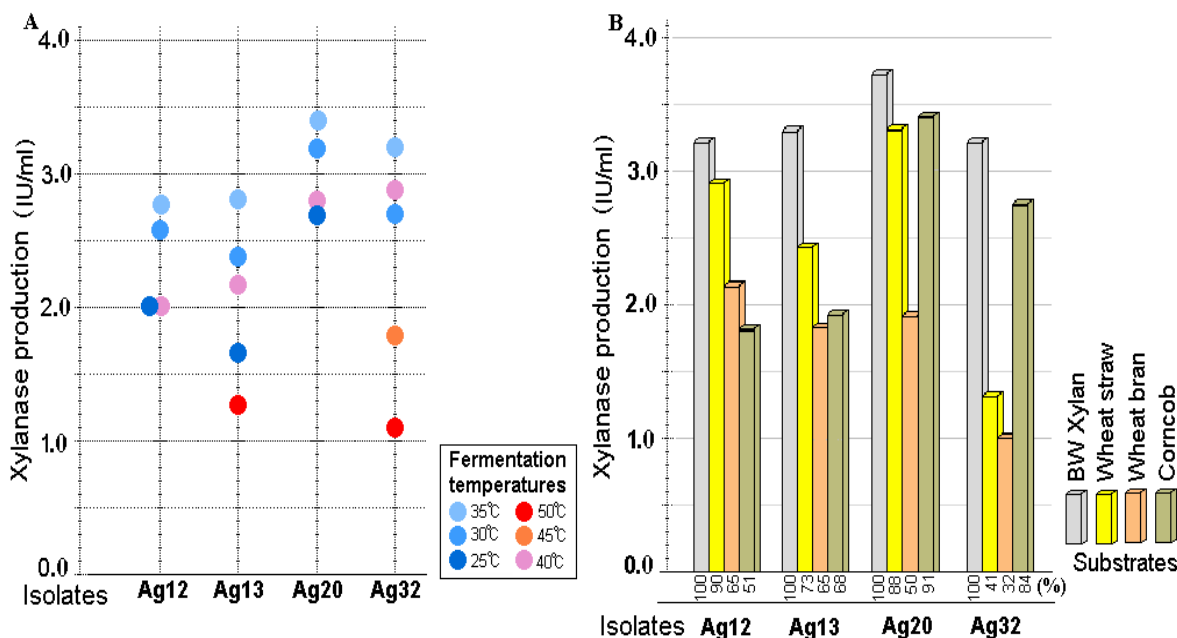 A
4.0
3.0
2.0
1.0
0.0
Xylanase production (IU/ml)
Isolates Ag12 Ag13 Ag20 Ag32
Fermentation
temperatures
35℃ 50℃
30℃ 45℃
25℃ 40℃
B
4.0
3.0
2.0
1.0
0.0
Xylanase production (IU/ml)
100 90 65 51 100 73 65 68 100 88 50 91 100 41 32 84 (%)
Isolates Ag12 Ag13 Ag20 Ag32
BW Xylan
Wheat straw
Wheat bran
Corncob
Substrates